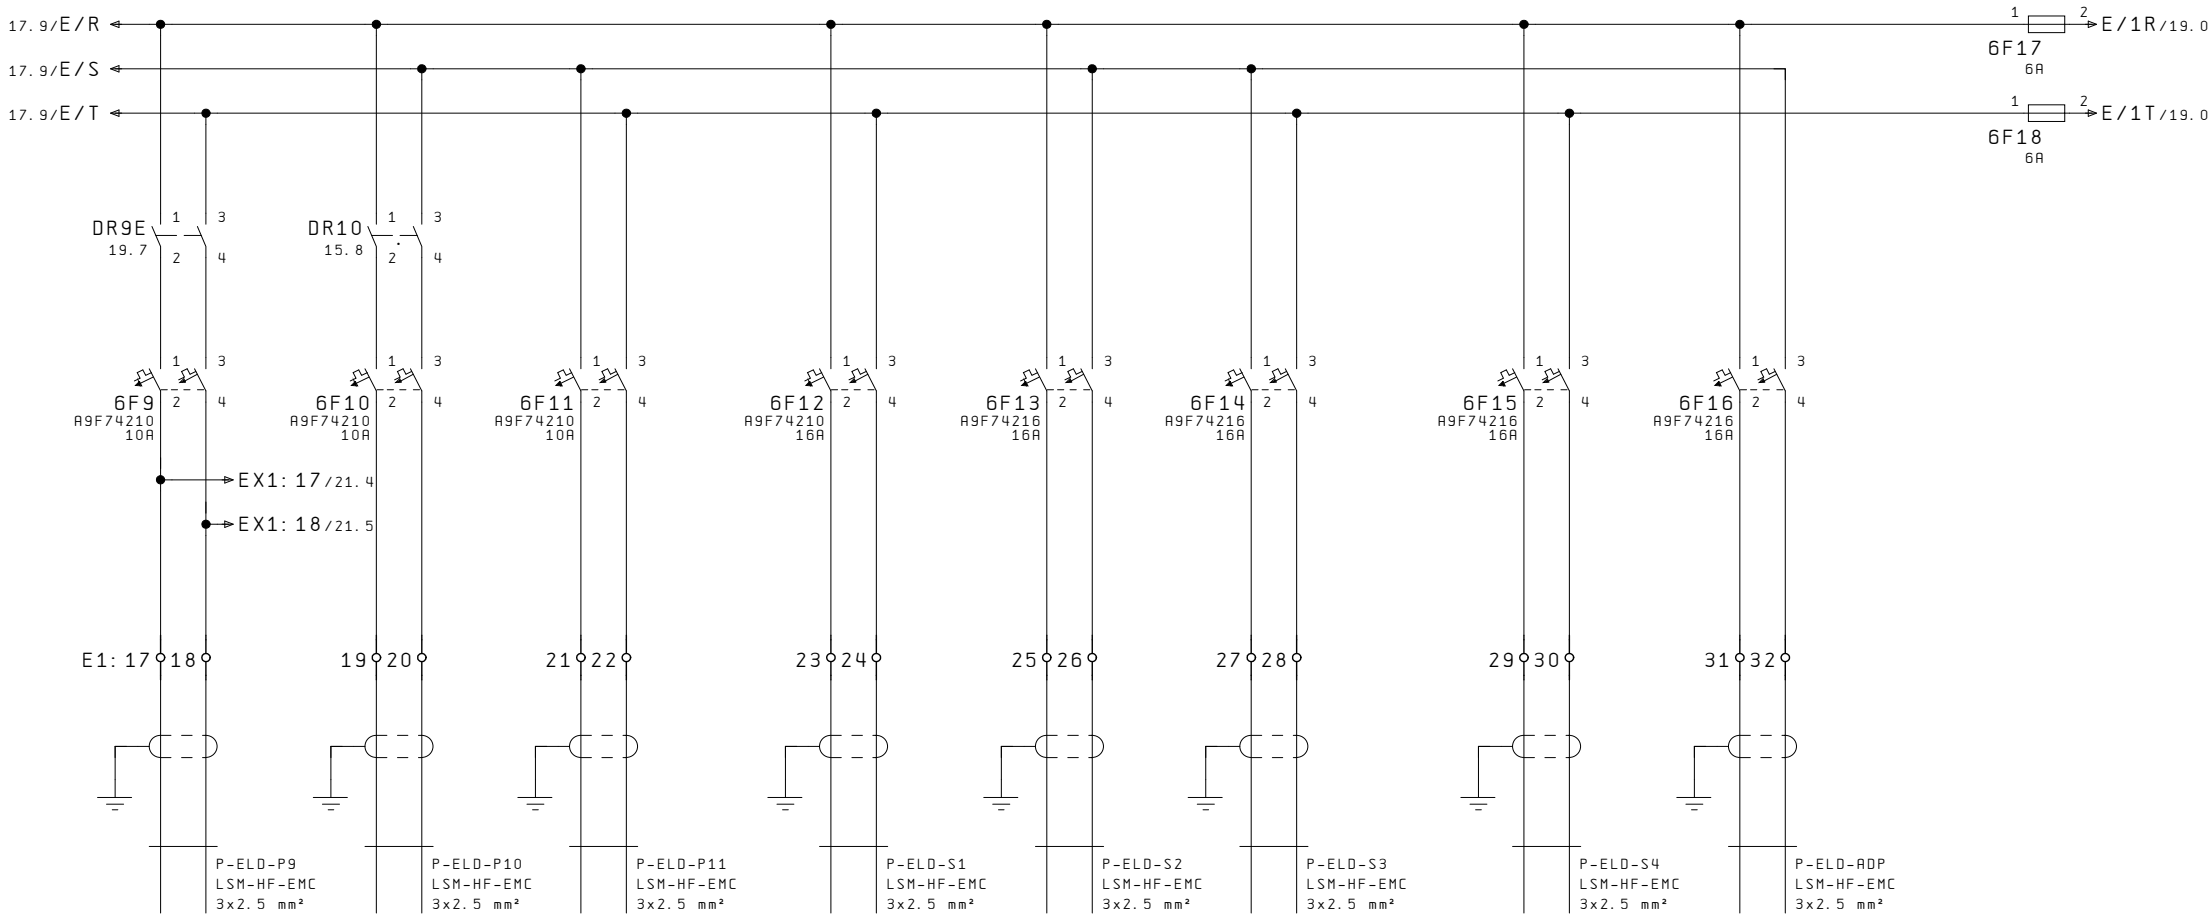 17.9/E/R
1 2
E/1R/19.0
6F17
6A
17.9/E/S
17.9/E/T
1 2
E/1T/19.0
6F18
6A
DR9E
19.7
1 3
2 4
DR10
15.8
1 3
2 4
6F9
A9F74210
10A
1 3
2 4
6F10
A9F74210
10A
1 3
2 4
6F11
A9F74210
10A
1 3
2 4
6F12
A9F74210
16A
1 3
2 4
6F13
A9F74216
16A
1 3
2 4
6F14
A9F74216
16A
1 3
2 4
6F15
A9F74216
16A
1 3
2 4
6F16
A9F74216
16A
1 3
2 4
EX1:17/21.4
EX1:18/21.5
E1:17 18 19 20 21 22 23 24 25 26 27 28 29 30 31 32
P-ELD-P9
LSM-HF-EMC
3x2.5 mm²
P-ELD-P10
LSM-HF-EMC
3x2.5 mm²
P-ELD-P11
LSM-HF-EMC
3x2.5 mm²
P-ELD-S1
LSM-HF-EMC
3x2.5 mm²
P-ELD-S2
LSM-HF-EMC
3x2.5 mm²
P-ELD-S3
LSM-HF-EMC
3x2.5 mm²
P-ELD-S4
LSM-HF-EMC
3x2.5 mm²
P-ELD-ADP
LSM-HF-EMC
3x2.5 mm²